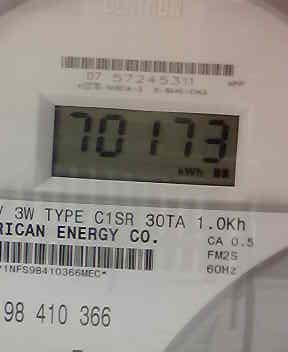 07 57245311
70173
kWh
V 3W TYPE C1SR 30TA 1.0Kh
RICAN ENERGY CO.
CA 0.5
FM2S
60Hz
*1NFS98410366MEC*
98 410 366